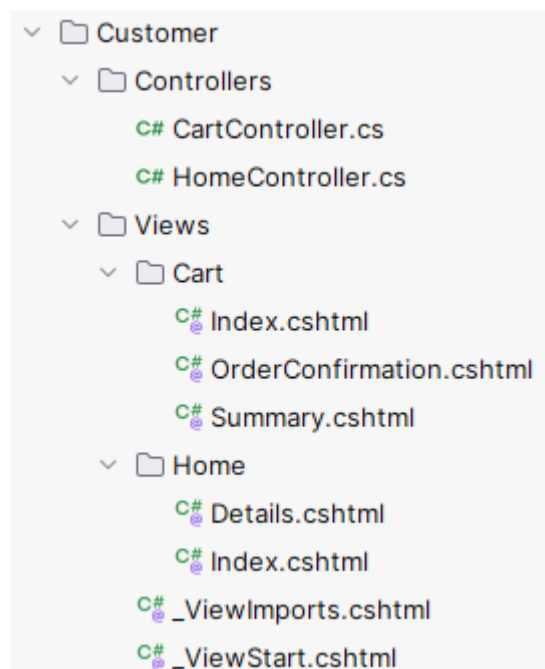 Customer
Controllers
C# CartController.cs
C# HomeController.cs
Views
Cart
C#@ Index.cshtml
C#@ OrderConfirmation.cshtml
C#@ Summary.cshtml
Home
C#@ Details.cshtml
C#@ Index.cshtml
C#@ _ViewImports.cshtml
C#@ _ViewStart.cshtml